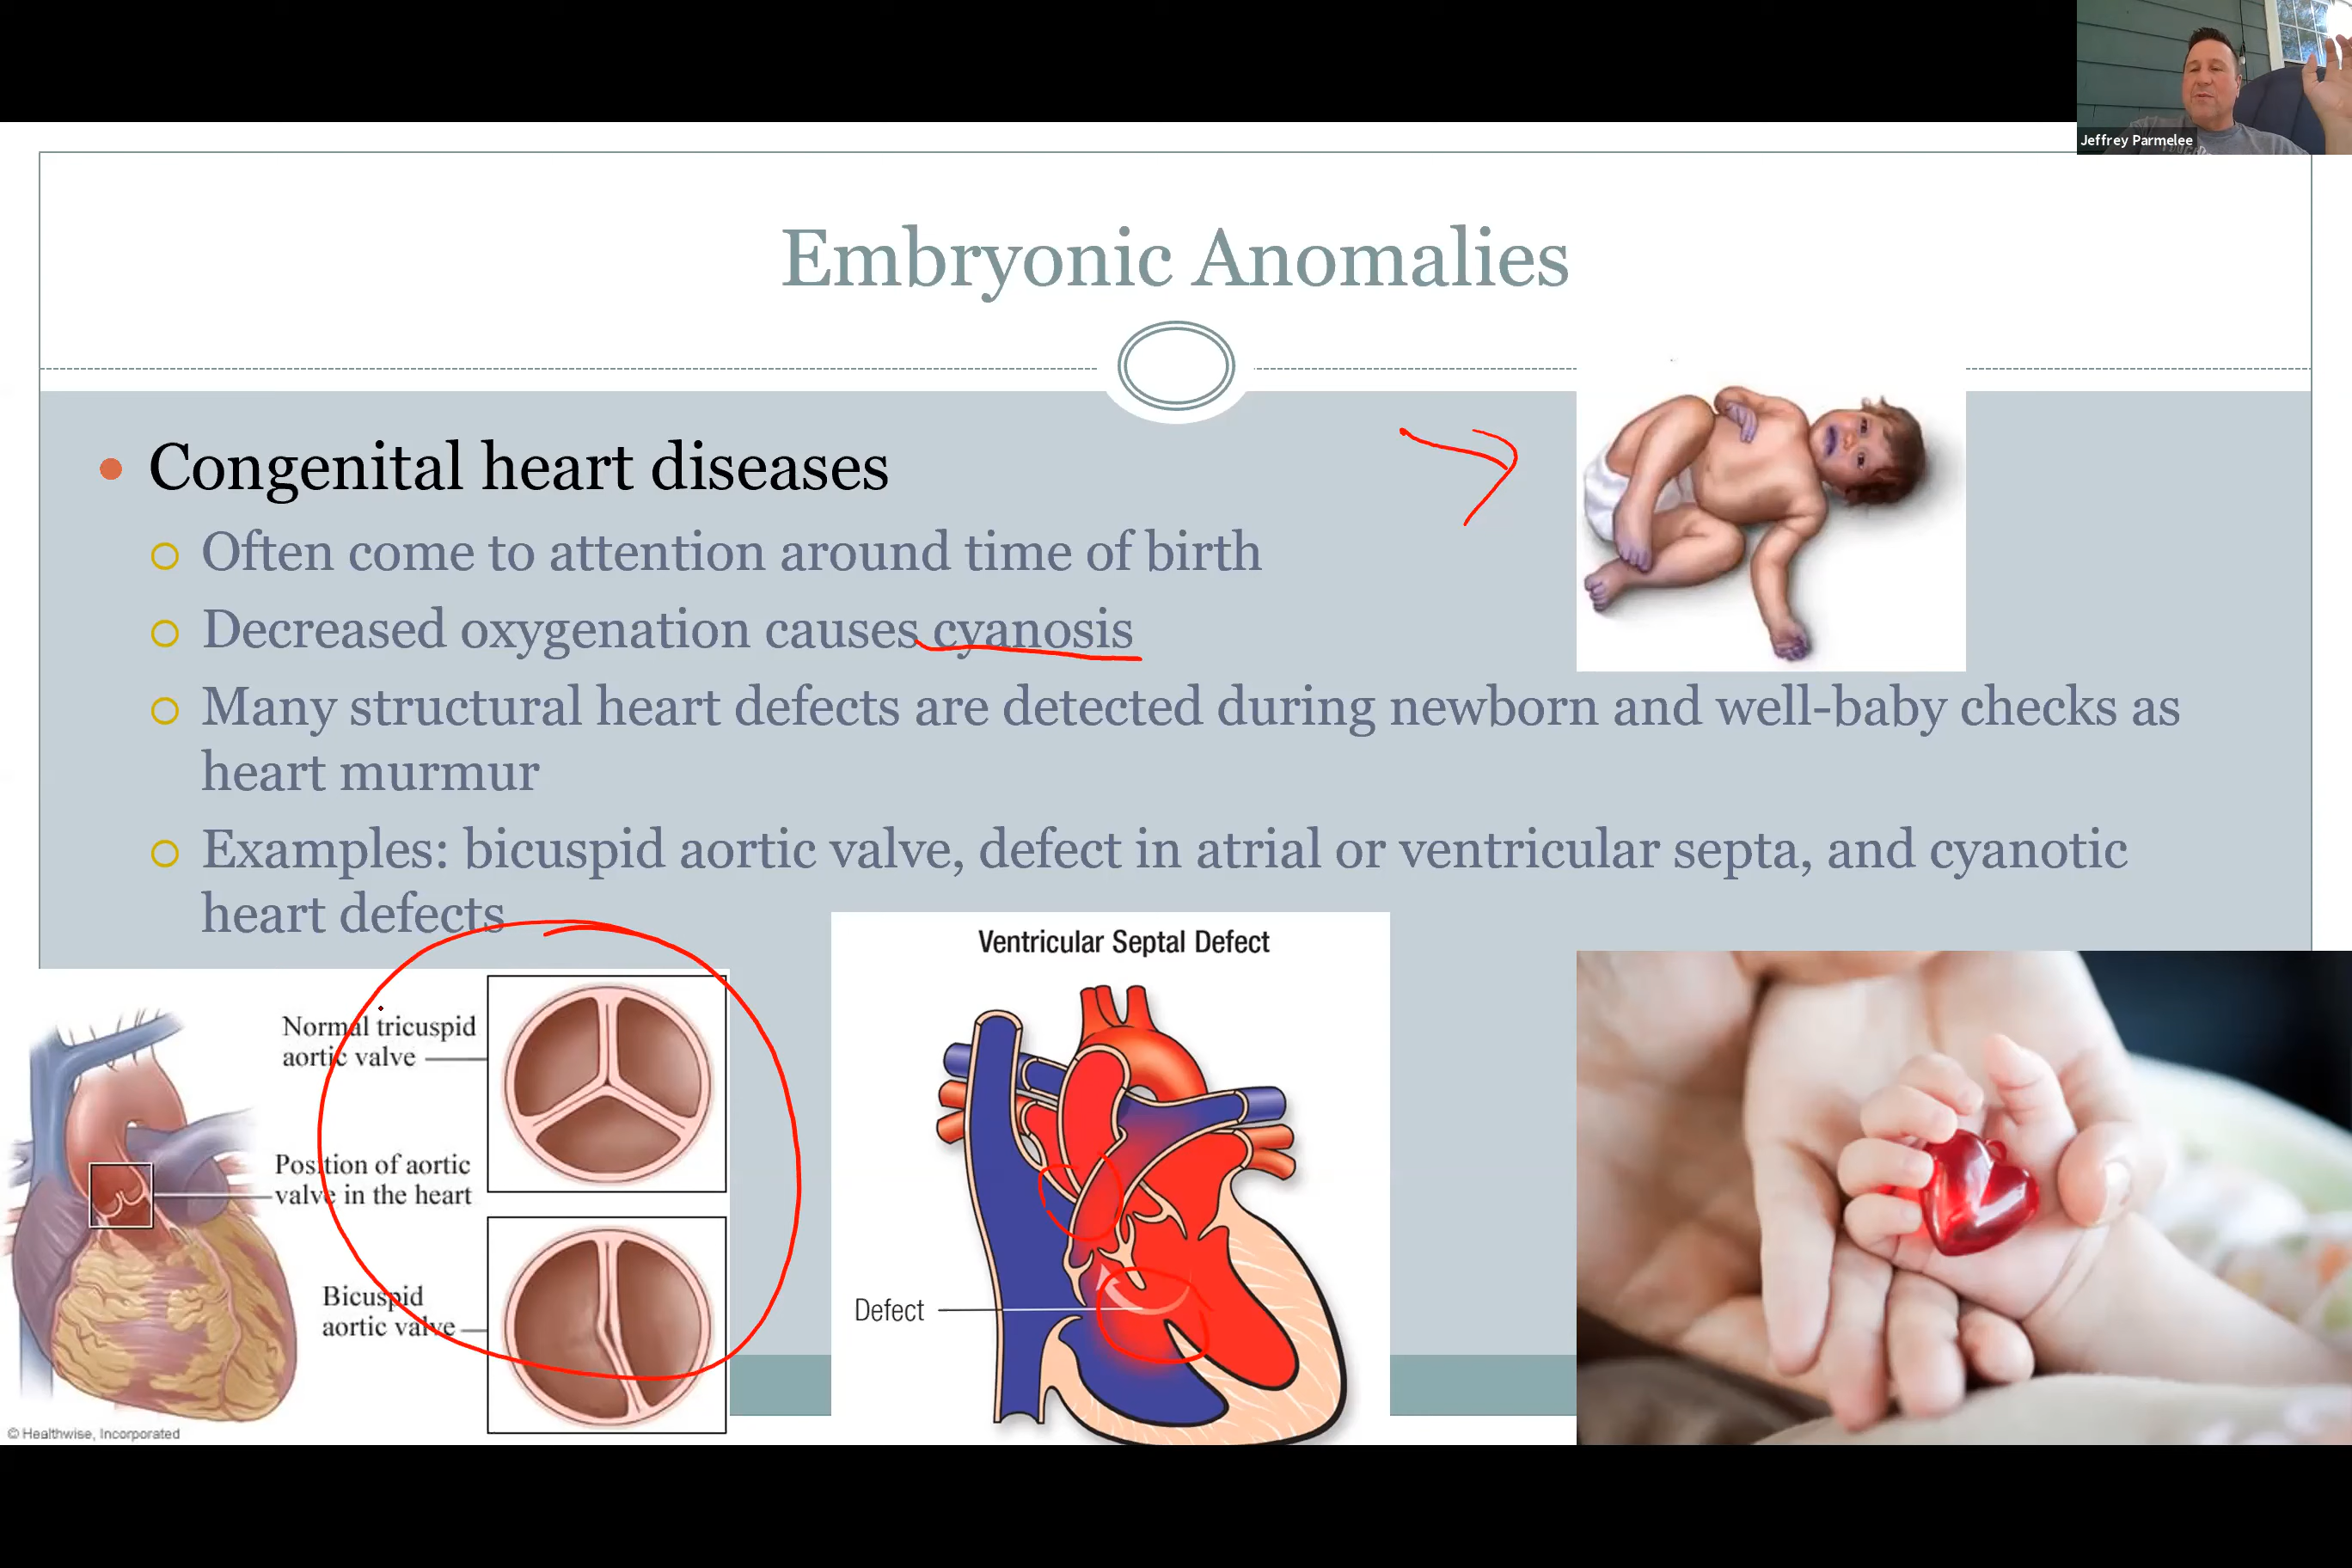 Jeffrey Parmelee
Embryonic Anomalies
Congenital heart diseases
Often come to attention around time of birth
Decreased oxygenation causes cyanosis
Many structural heart defects are detected during newborn and well-baby checks as
heart murmur
Examples: bicuspid aortic valve, defect in atrial or ventricular septa, and cyanotic
heart defects
Normal tricuspid
aortic valve
Position of aortic
valve in the heart
Bicuspid
aortic valve
© Healthwise, Incorporated
Ventricular Septal Defect
Defect